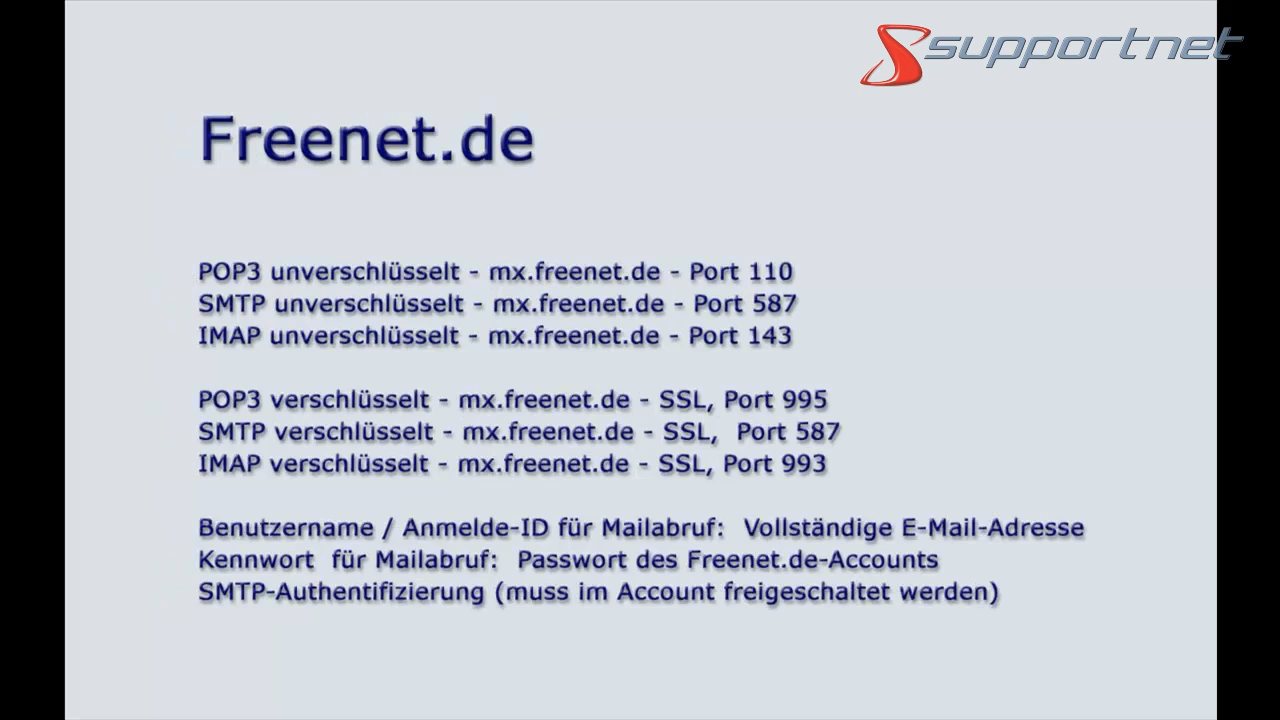 supportnet
Freenet.de
POP3 unverschlüsselt - mx.freenet.de - Port 110
SMTP unverschlüsselt - mx.freenet.de - Port 587
IMAP unverschlüsselt - mx.freenet.de - Port 143
POP3 verschlüsselt - mx.freenet.de - SSL, Port 995
SMTP verschlüsselt - mx.freenet.de - SSL,  Port 587
IMAP verschlüsselt - mx.freenet.de - SSL, Port 993
Benutzername / Anmelde-ID für Mailabruf:  Vollständige E-Mail-Adresse
Kennwort  für Mailabruf:  Passwort des Freenet.de-Accounts
SMTP-Authentifizierung (muss im Account freigeschaltet werden)